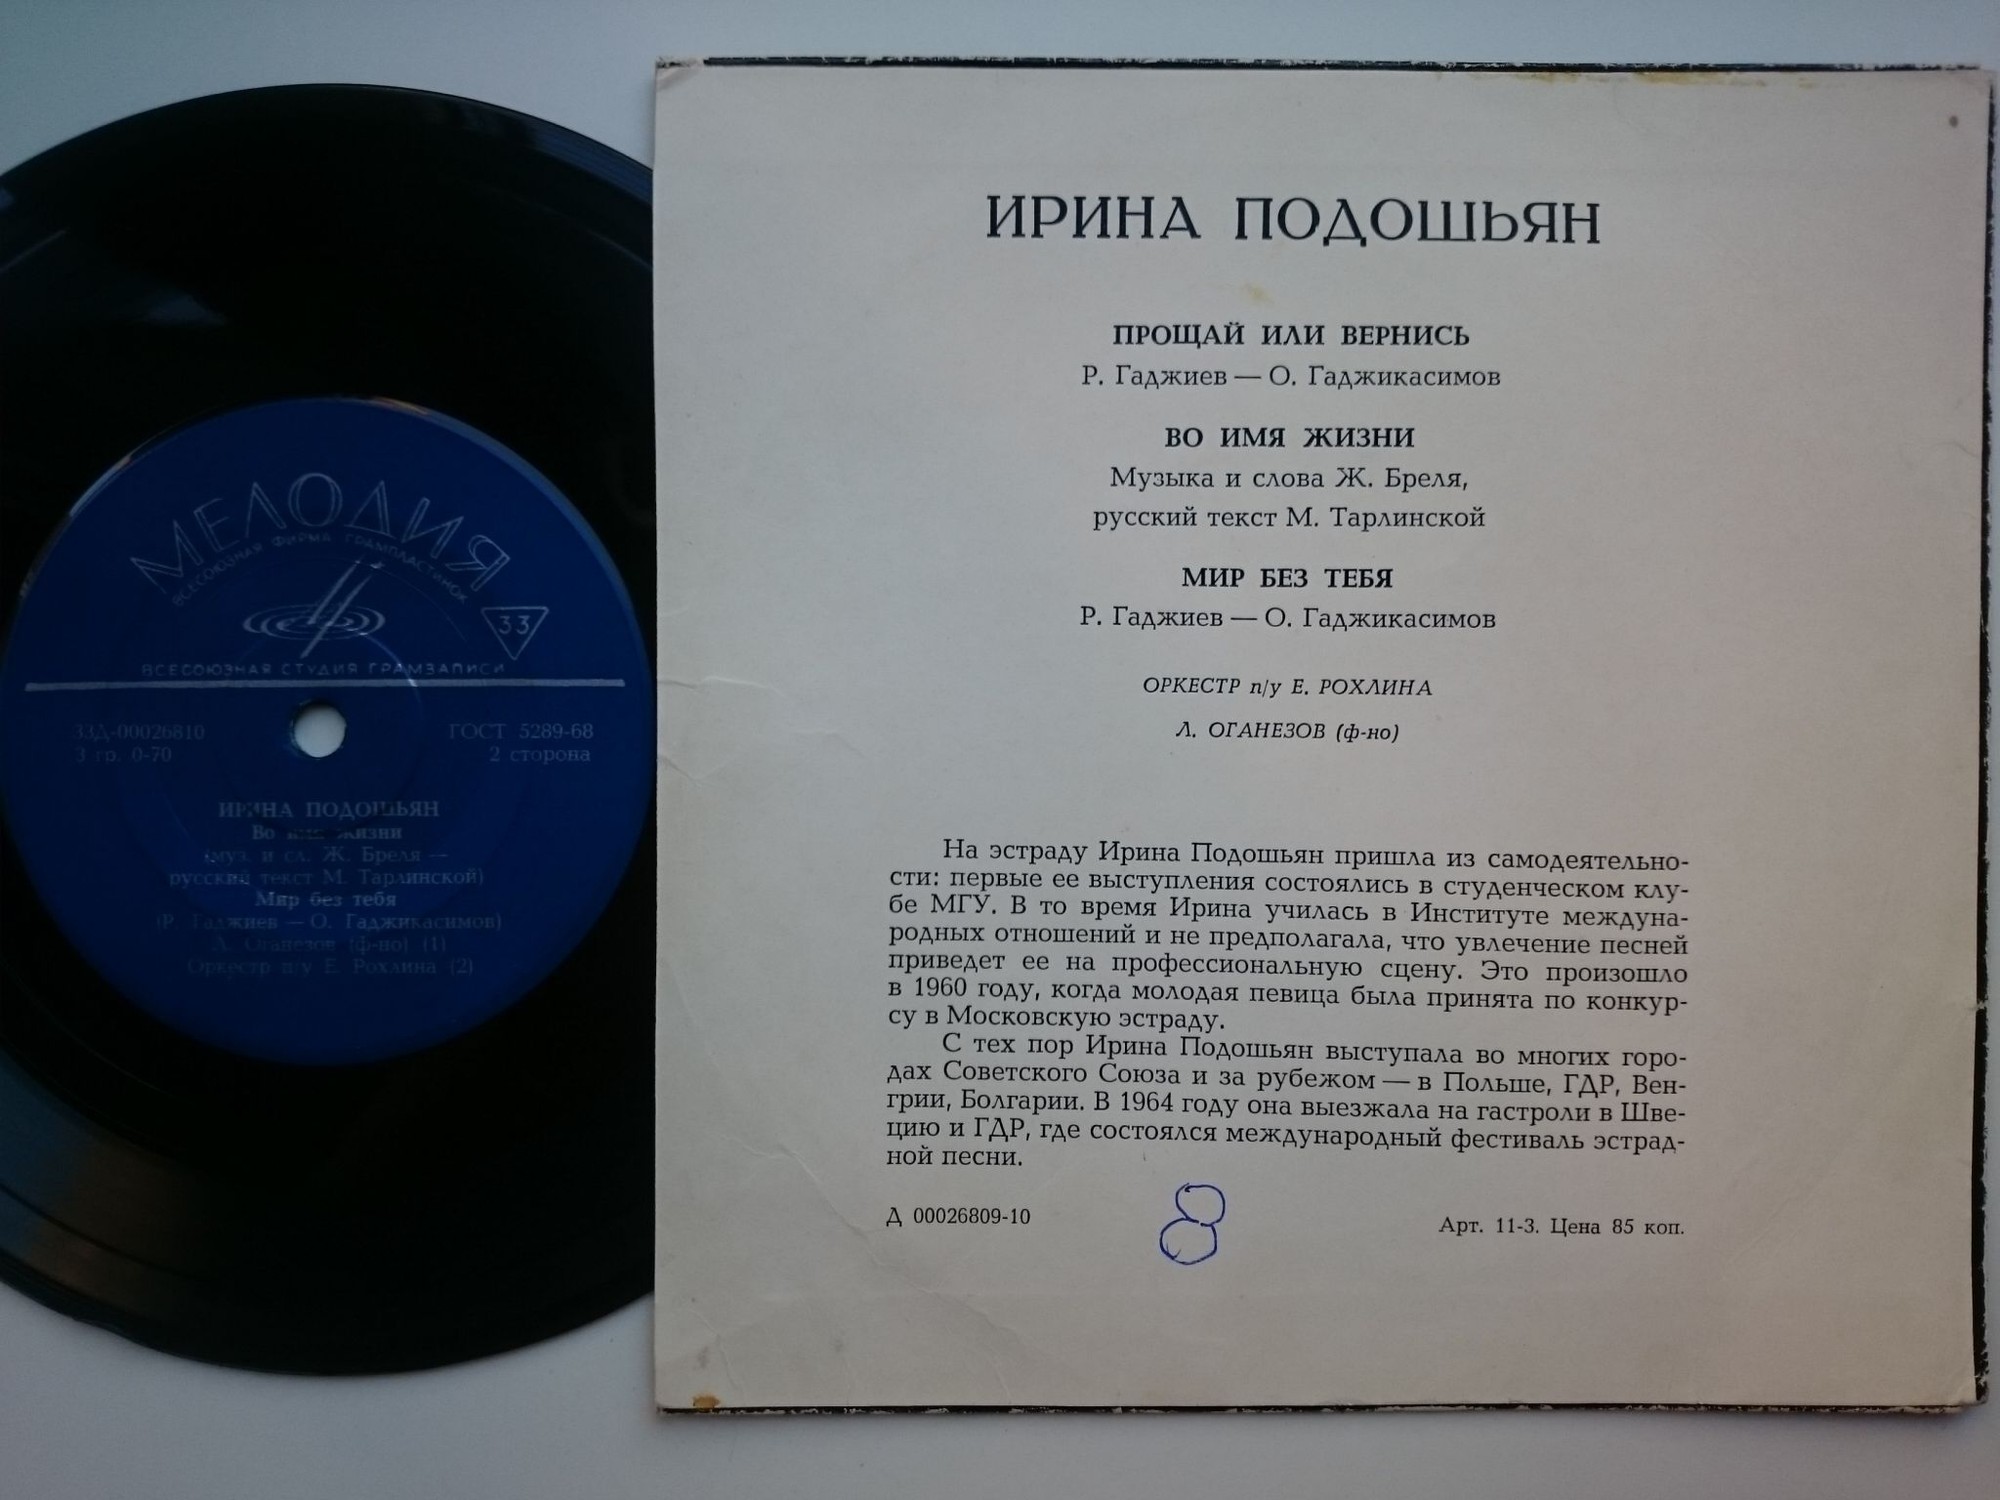 МЕЛОДИЯ
ВСЕСОЮЗНАЯ ФИРМА ГРАМПЛАСТИНОК
33
ВСЕСОЮЗНАЯ СТУДИЯ ГРАМЗАПИСИ
33Д-00026810
ГОСТ 5289-68
3 гр. 0-70
2 сторона
ИРИНА ПОДОШЬЯН
Во имя жизни
(муз. и сл. Ж. Бреля —
русский текст М. Тарлинской)
Мир без тебя
(Р. Гаджиев — О. Гаджикасимов)
Л. Оганезов (ф-но) (1)
Оркестр п/у Е. Рохлина (2)
ИРИНА ПОДОШЬЯН
ПРОЩАЙ ИЛИ ВЕРНИСЬ
Р. Гаджиев — О. Гаджикасимов
ВО ИМЯ ЖИЗНИ
Музыка и слова Ж. Бреля,
русский текст М. Тарлинской
МИР БЕЗ ТЕБЯ
Р. Гаджиев — О. Гаджикасимов
ОРКЕСТР п/у Е. РОХЛИНА
Л. ОГАНЕЗОВ (ф-но)
На эстраду Ирина Подошьян пришла из самодеятельно-
сти: первые ее выступления состоялись в студенческом клу-
бе МГУ. В то время Ирина училась в Институте междуна-
родных отношений и не предполагала, что увлечение песней
приведет ее на профессиональную сцену. Это произошло
в 1960 году, когда молодая певица была принята по конкур-
су в Московскую эстраду.
С тех пор Ирина Подошьян выступала во многих горо-
дах Советского Союза и за рубежом — в Польше, ГДР, Вен-
грии, Болгарии. В 1964 году она выезжала на гастроли в Шве-
цию и ГДР, где состоялся международный фестиваль эстрад-
ной песни.
Д 00026809-10
8
Арт. 11-3. Цена 85 коп.